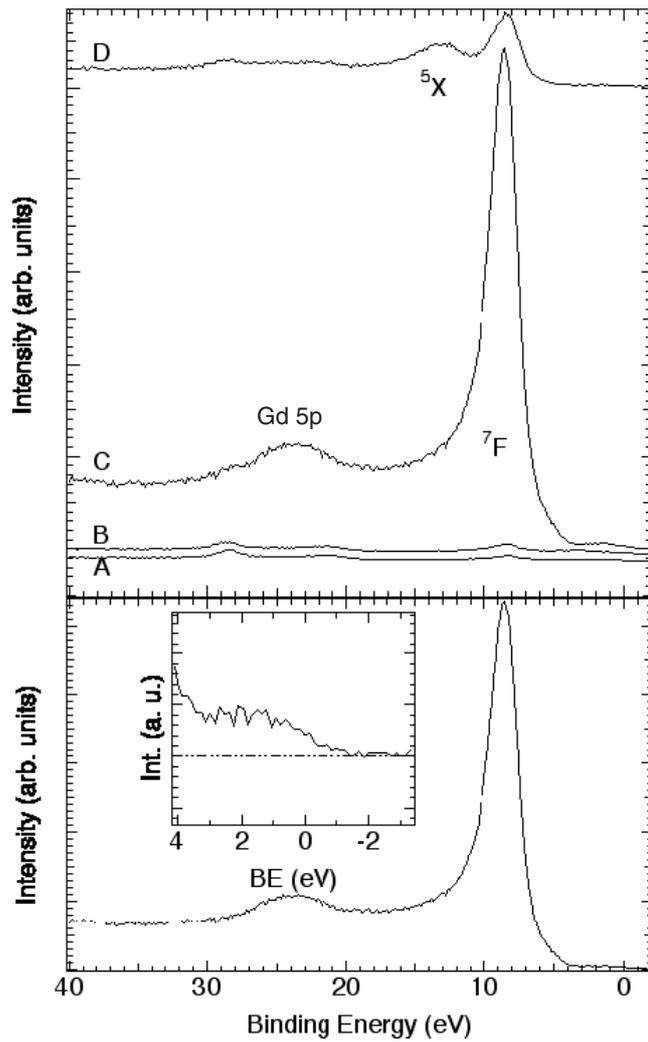 D
⁵X
Intensity (arb. units)
Gd 5p
C
⁷F
B
A
Intensity (arb. units)
Int. (a. u.)
4 2 0 -2
BE (eV)
40 30 20 10 0
Binding Energy (eV)